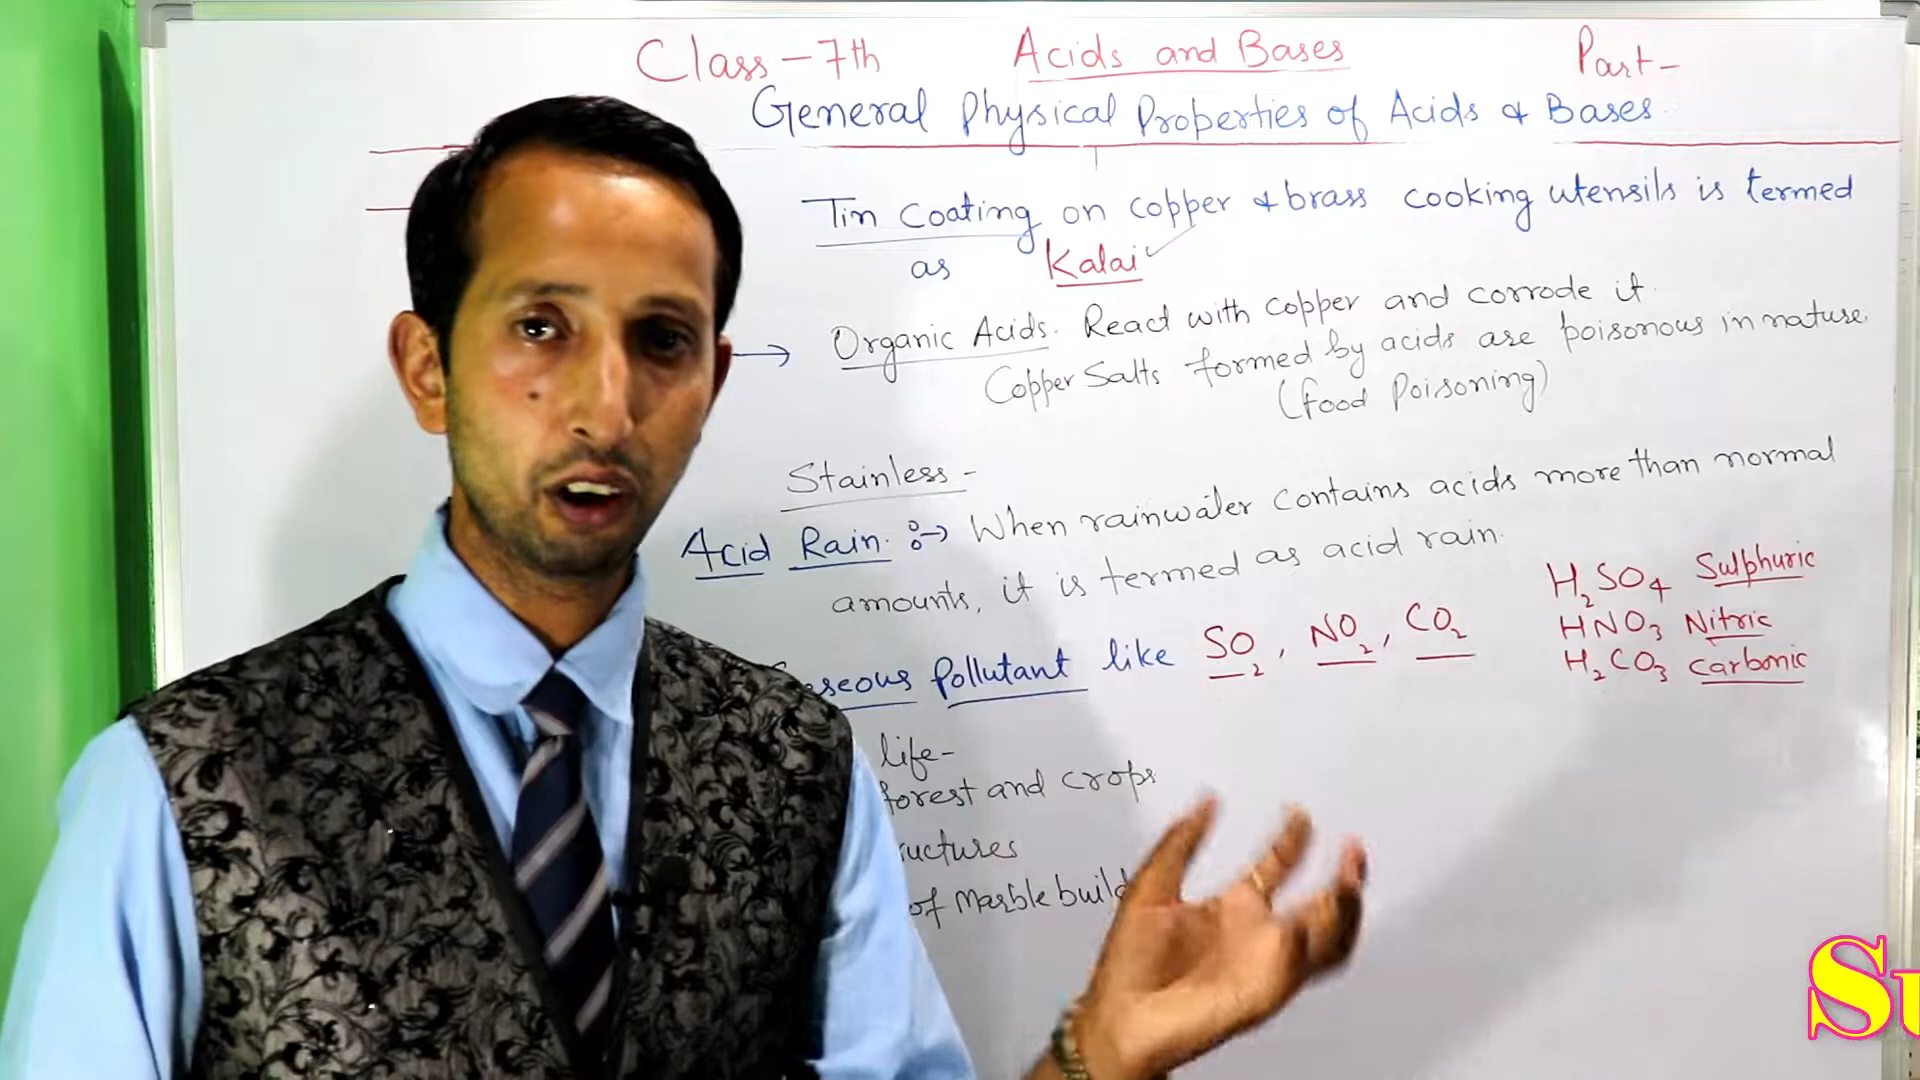 Class - 7th Acids and Bases Part -
General Physical Properties of Acids & Bases.
Tin coating on copper & brass cooking utensils is termed
as Kalai
→ Organic Acids. React with copper and corrode it.
Copper Salts formed by acids are poisonous in nature.
(Food Poisoning)
Stainless -
Acid Rain. :→ When rainwater contains acids more than normal
amounts, it is termed as acid rain.
H₂SO₄ Sulphuric
HNO₃ Nitric
H₂CO₃ carbonic
seous Pollutant like SO₂, NO₂, CO₂
life -
forest and crops
uctures
of Marble build
Su